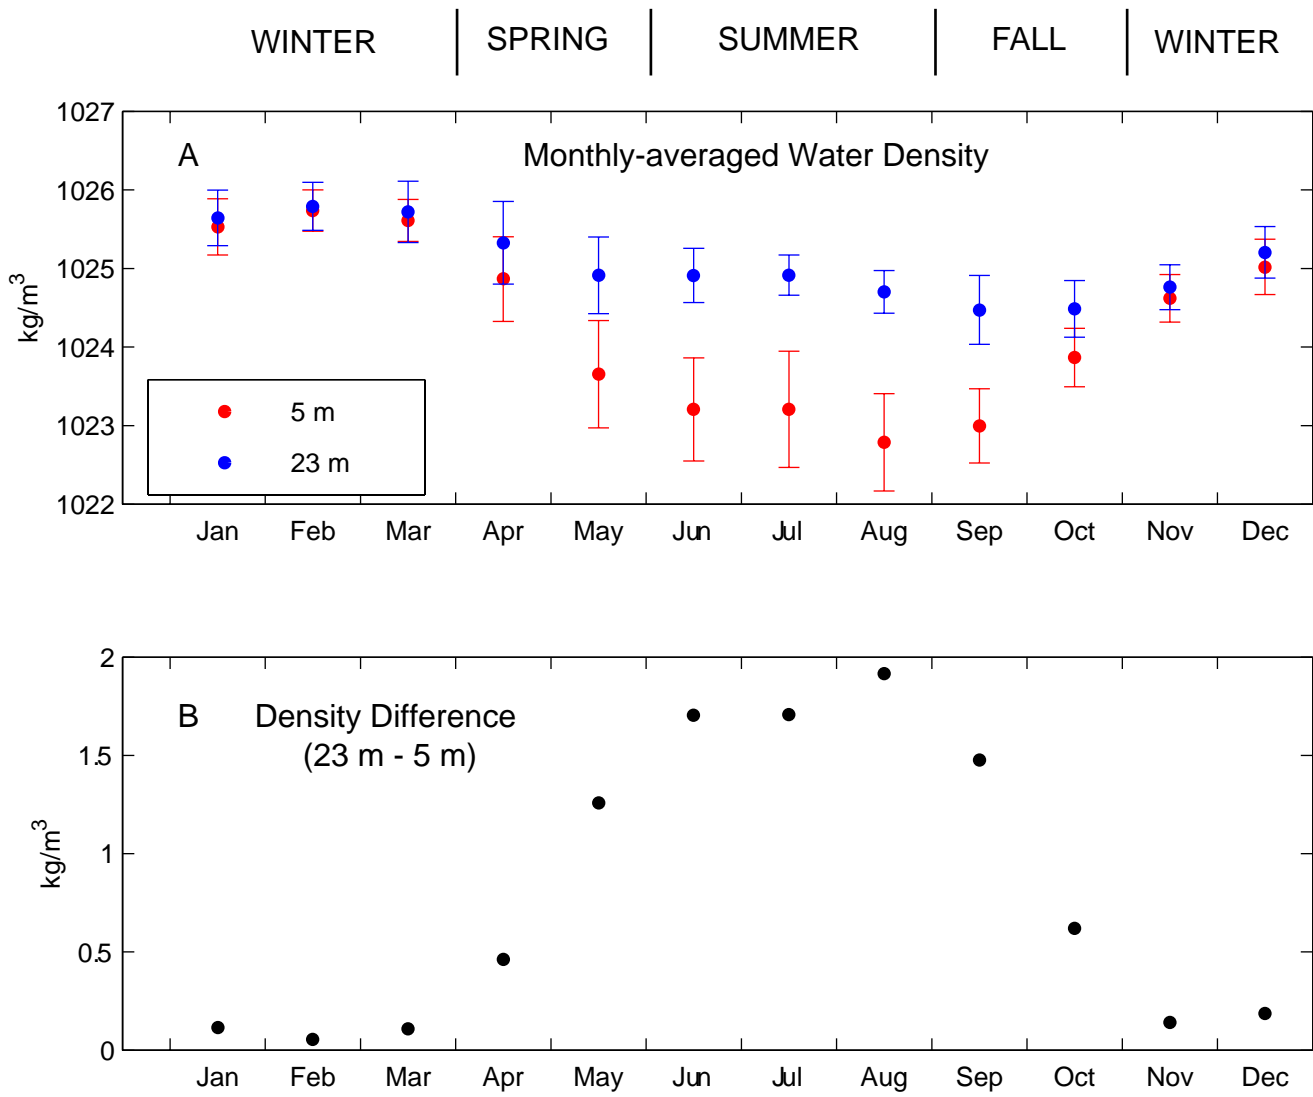 WINTER SPRING SUMMER FALL WINTER
A Monthly-averaged Water Density
1027
1026
1025
1024
1023
1022
kg/m³
5 m
23 m
Jan Feb Mar Apr May Jun Jul Aug Sep Oct Nov Dec
B Density Difference
(23 m - 5 m)
2
1.5
1
0.5
0
kg/m³
Jan Feb Mar Apr May Jun Jul Aug Sep Oct Nov Dec